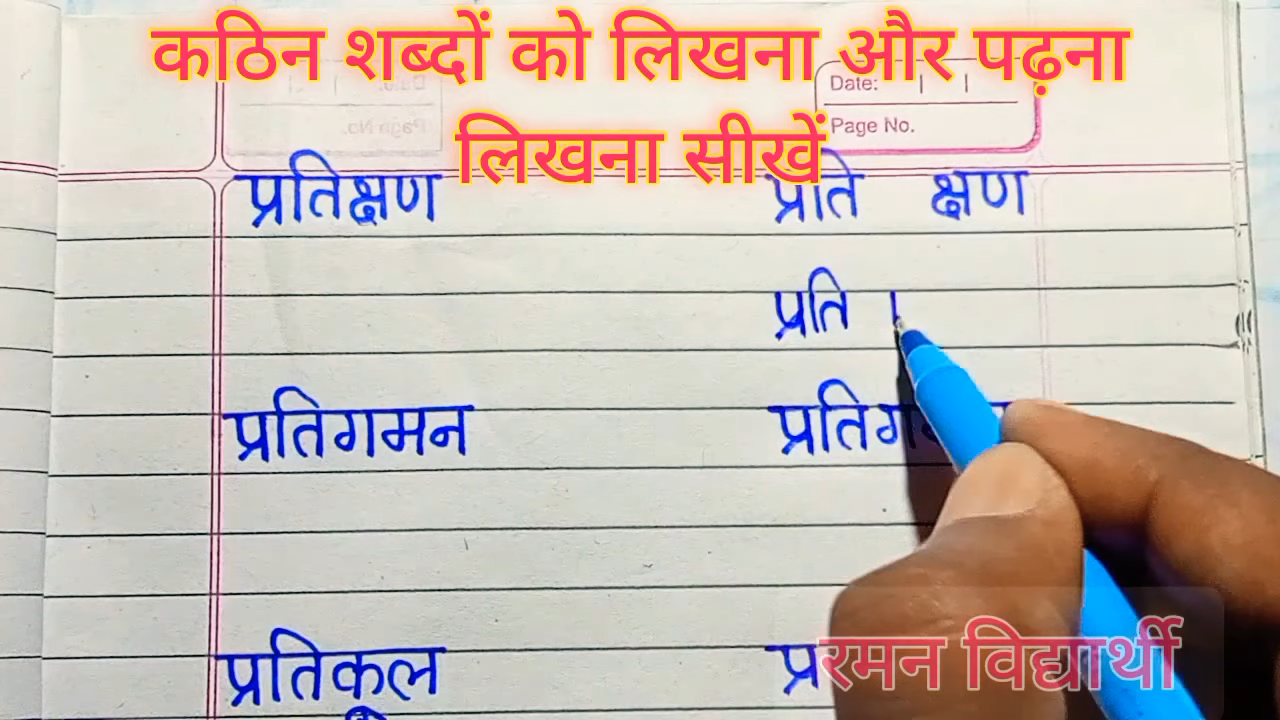 कठिन शब्दों को लिखना और पढ़ना
लिखना सीखें
Date:
Page No.
प्रतिक्षण प्रति क्षण
प्रति
प्रतिगमन
प्रतिकूल
रमन विद्यार्थी